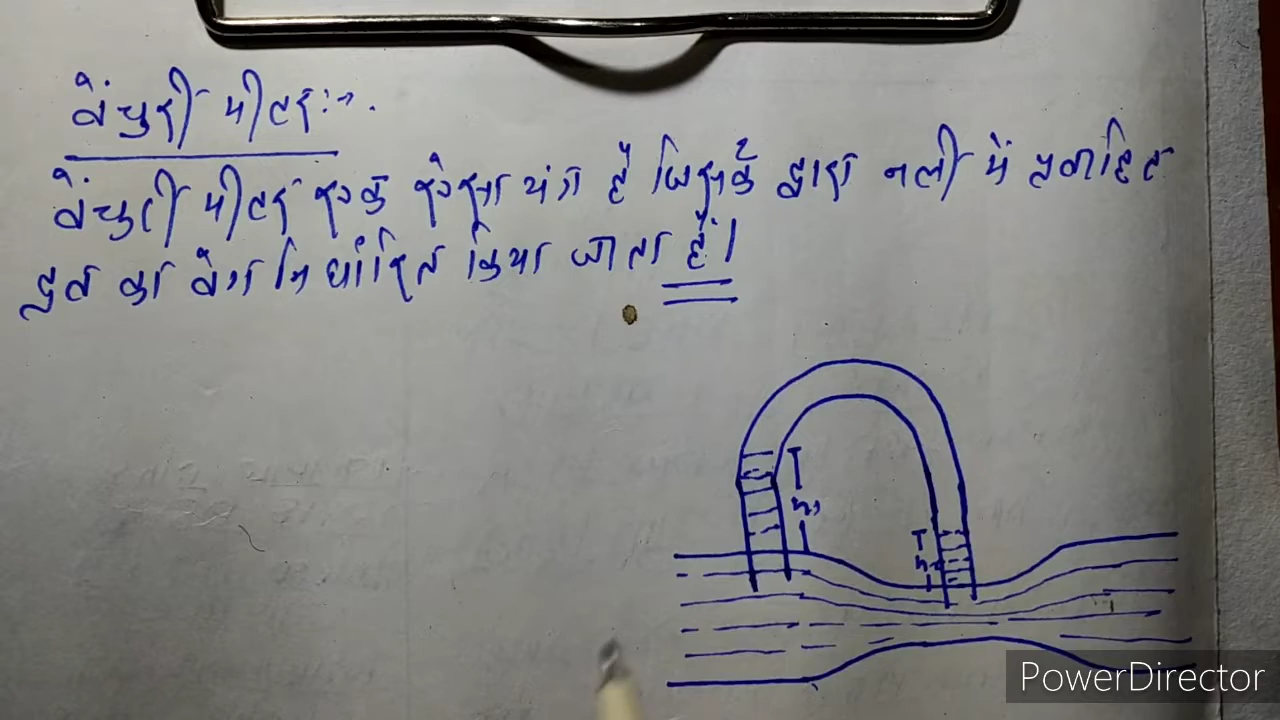 वेंचुरी मीटर:-.
वेंचुरी मीटर एक ऐसा यंत्र है जिसके द्वारा नली में प्रवाहित
द्रव का वेग निर्धारित किया जाता है।
h₁
h₂
PowerDirector